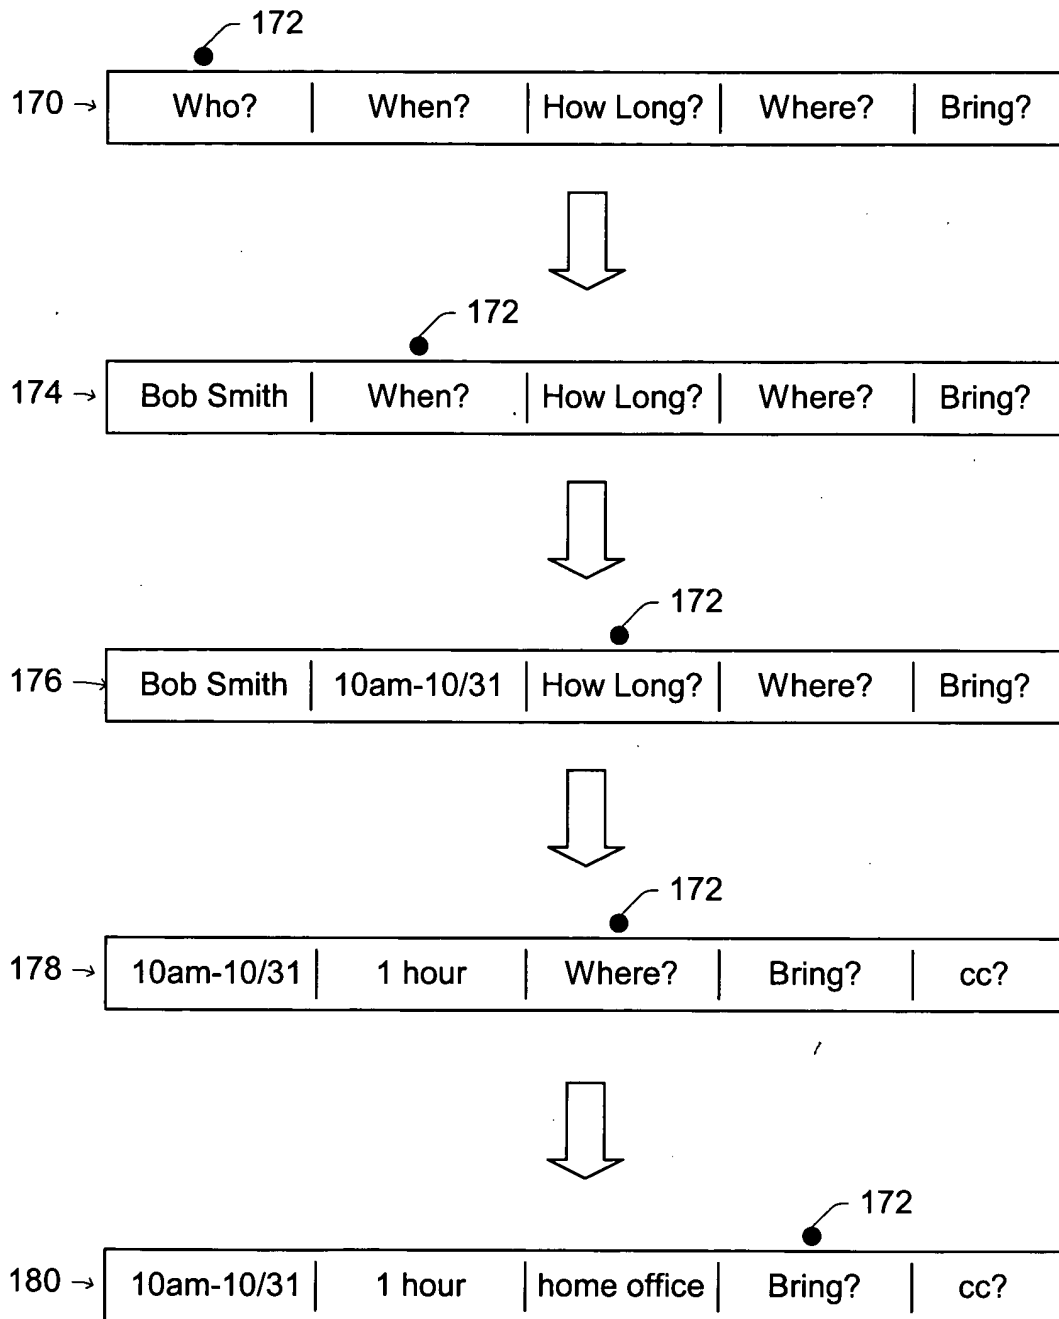 172
170 → Who? When? How Long? Where? Bring?
172
174 → Bob Smith When? How Long? Where? Bring?
172
176 → Bob Smith 10am-10/31 How Long? Where? Bring?
172
178 → 10am-10/31 1 hour Where? Bring? cc?
172
180 → 10am-10/31 1 hour home office Bring? cc?